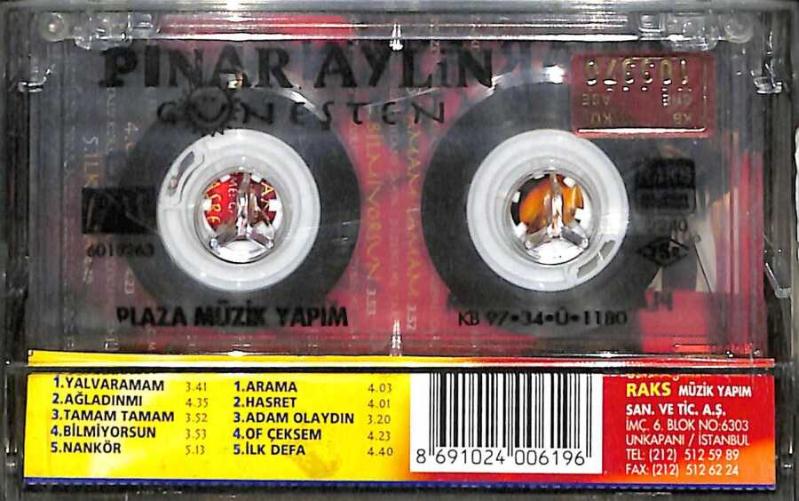 PINAR AYLİN
GÜNEŞTEN
103370
6019363
PLAZA MÜZİK YAPIM
KB 97•34•Ü•1180
1.YALVARAMAM 3.41
2.AĞLADINMI 4.35
3.TAMAM TAMAM 3.52
4.BİLMİYORSUN 3.53
5.NANKÖR 5.13
1.ARAMA 4.03
2.HASRET 4.01
3.ADAM OLAYDIN 3.20
4.OF ÇEKSEM 4.23
5.İLK DEFA 4.40
8 691024 006196
RAKS MÜZİK YAPIM
SAN. VE TİC. A.Ş.
İMÇ. 6. BLOK NO:6303
UNKAPANI / İSTANBUL
TEL: (212) 512 59 89
FAX: (212) 512 62 24